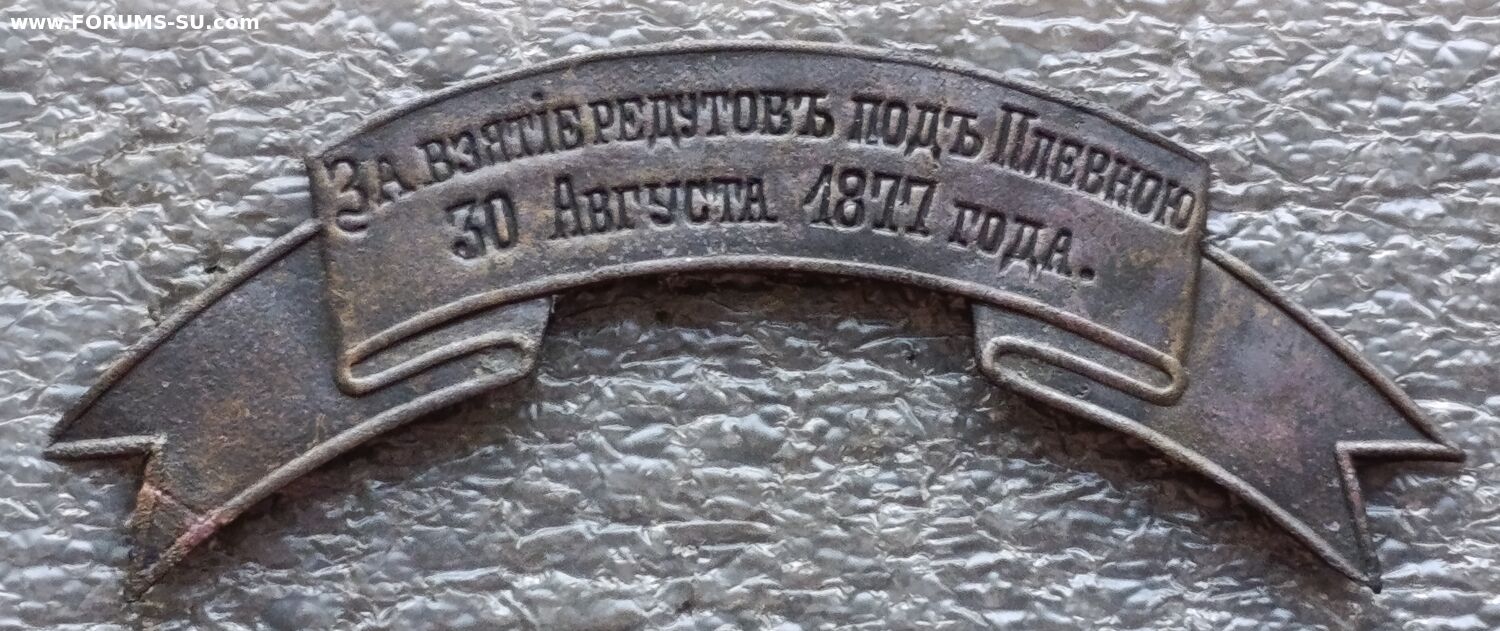 www.FORUMS-SU.com
За взятіе редутовъ подъ Плевною
30 Августа 1877 года.